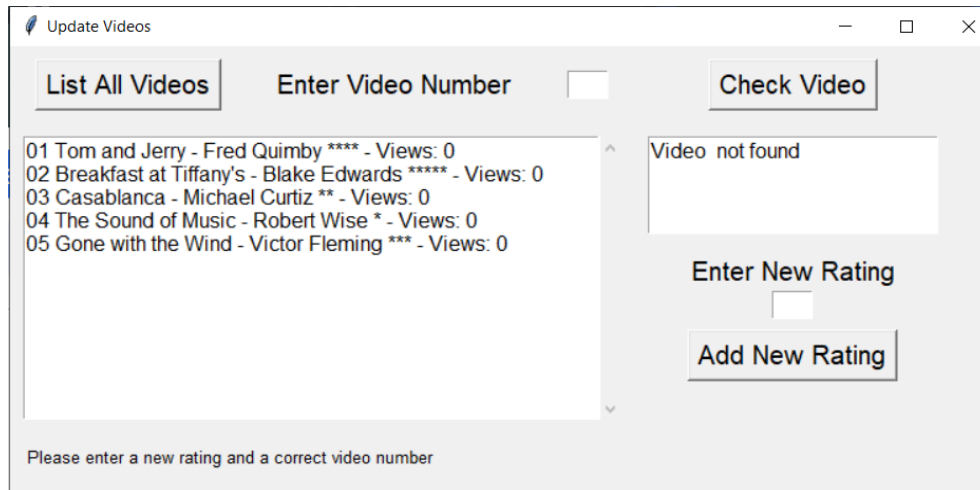 Update Videos
List All Videos Enter Video Number Check Video
01 Tom and Jerry - Fred Quimby **** - Views: 0
02 Breakfast at Tiffany's - Blake Edwards ***** - Views: 0
03 Casablanca - Michael Curtiz ** - Views: 0
04 The Sound of Music - Robert Wise * - Views: 0
05 Gone with the Wind - Victor Fleming *** - Views: 0
Video  not found
Enter New Rating
Add New Rating
Please enter a new rating and a correct video number